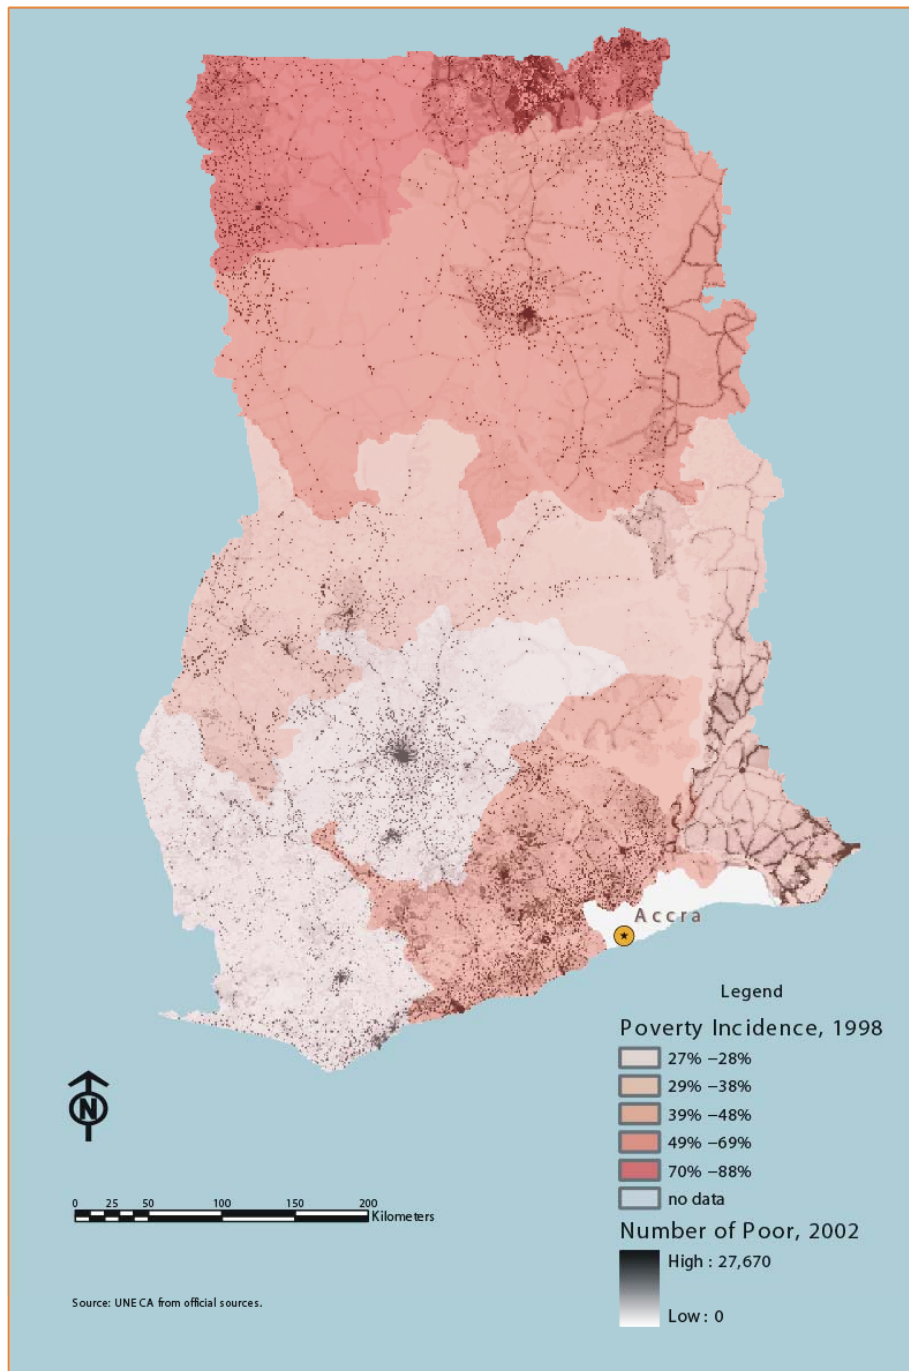 Accra
Legend
Poverty Incidence, 1998
27% –28%
29% –38%
39% –48%
49% –69%
70% –88%
no data
Number of Poor, 2002
High : 27,670
Low : 0
N
0 25 50 100 150 200
Kilometers
Source: UNECA from official sources.